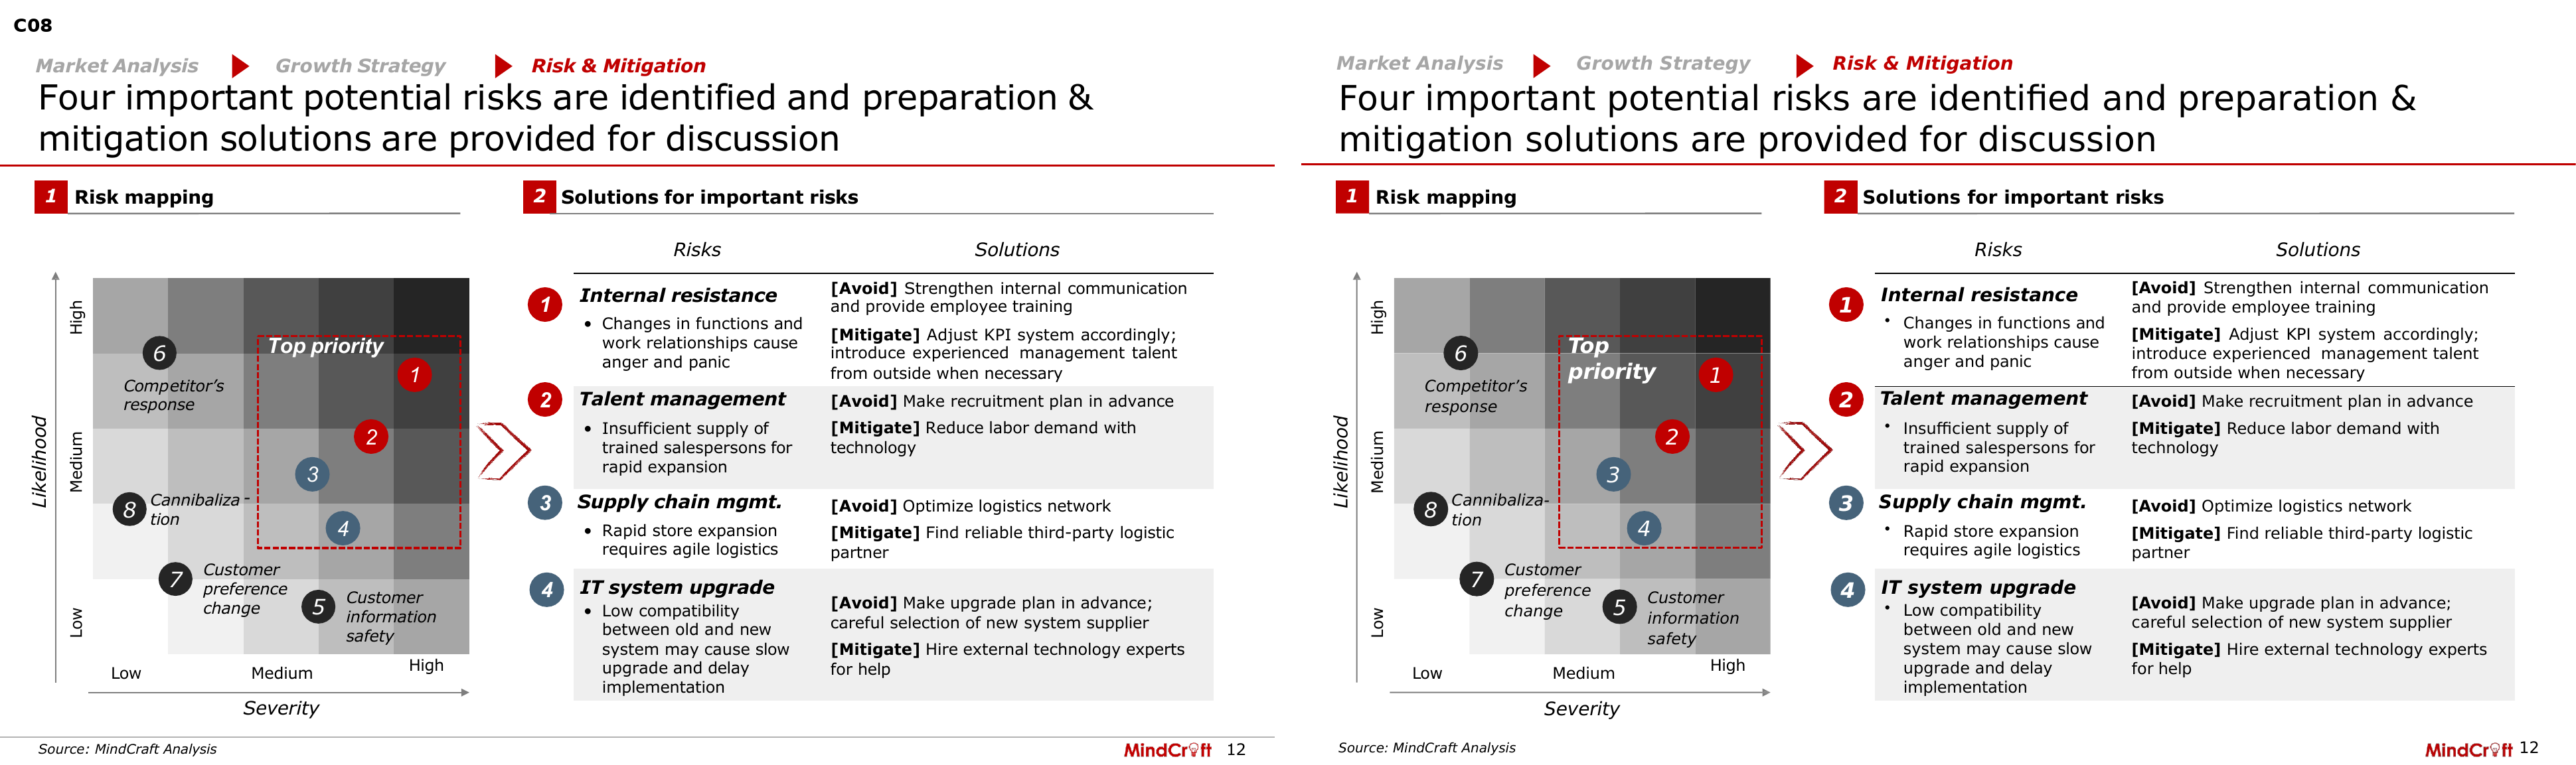 C08
Market Analysis
Growth Strategy
Risk & Mitigation
Four important potential risks are identified and preparation &
mitigation solutions are provided for discussion
1
Risk mapping
Likelihood
High
Medium
Low
Top priority
6
Competitor’s
response
1
2
3
8
Cannibaliza-
tion
4
7
Customer
preference
change
5
Customer
information
safety
Low
Medium
High
Severity
2
Solutions for important risks
Risks
Solutions
1
Internal resistance
• Changes in functions and
work relationships cause
anger and panic
[Avoid] Strengthen internal communication
and provide employee training
[Mitigate] Adjust KPI system accordingly;
introduce experienced management talent
from outside when necessary
2
Talent management
• Insufficient supply of
trained salespersons for
rapid expansion
[Avoid] Make recruitment plan in advance
[Mitigate] Reduce labor demand with
technology
3
Supply chain mgmt.
• Rapid store expansion
requires agile logistics
[Avoid] Optimize logistics network
[Mitigate] Find reliable third-party logistic
partner
4
IT system upgrade
• Low compatibility
between old and new
system may cause slow
upgrade and delay
implementation
[Avoid] Make upgrade plan in advance;
careful selection of new system supplier
[Mitigate] Hire external technology experts
for help
Source: MindCraft Analysis
MindCraft
12
Market Analysis
Growth Strategy
Risk & Mitigation
Four important potential risks are identified and preparation &
mitigation solutions are provided for discussion
1
Risk mapping
Likelihood
High
Medium
Low
Top
priority
6
Competitor’s
response
1
2
3
8
Cannibaliza-
tion
4
7
Customer
preference
change
5
Customer
information
safety
Low
Medium
High
Severity
2
Solutions for important risks
Risks
Solutions
1
Internal resistance
• Changes in functions and
work relationships cause
anger and panic
[Avoid] Strengthen internal communication
and provide employee training
[Mitigate] Adjust KPI system accordingly;
introduce experienced management talent
from outside when necessary
2
Talent management
• Insufficient supply of
trained salespersons for
rapid expansion
[Avoid] Make recruitment plan in advance
[Mitigate] Reduce labor demand with
technology
3
Supply chain mgmt.
• Rapid store expansion
requires agile logistics
[Avoid] Optimize logistics network
[Mitigate] Find reliable third-party logistic
partner
4
IT system upgrade
• Low compatibility
between old and new
system may cause slow
upgrade and delay
implementation
[Avoid] Make upgrade plan in advance;
careful selection of new system supplier
[Mitigate] Hire external technology experts
for help
Source: MindCraft Analysis
MindCraft
12